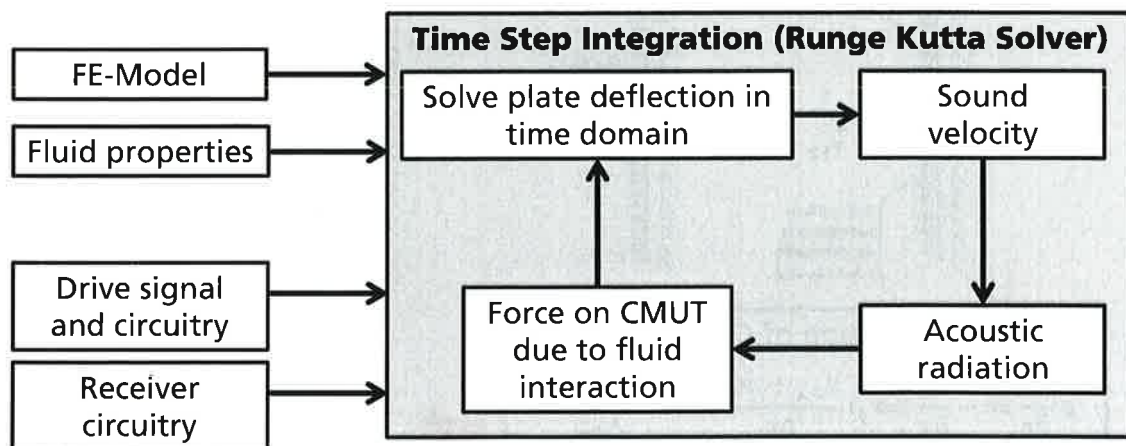 Time Step Integration (Runge Kutta Solver)
FE-Model
Fluid properties
Drive signal
and circuitry
Receiver
circuitry
Solve plate deflection in
time domain
Sound
velocity
Force on CMUT
due to fluid
interaction
Acoustic
radiation